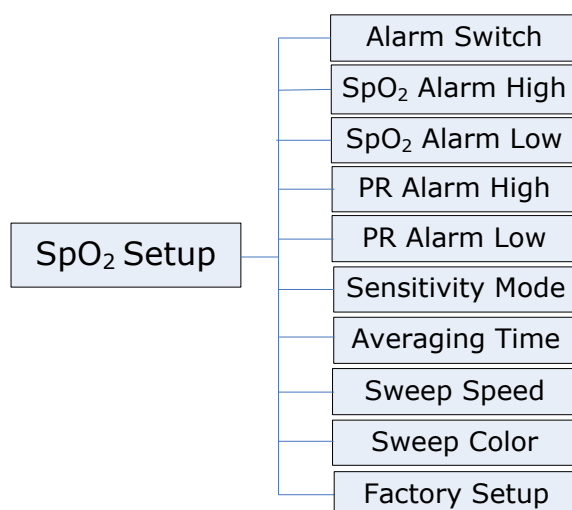 Alarm Switch
SpO₂ Alarm High
SpO₂ Alarm Low
PR Alarm High
PR Alarm Low
SpO₂ Setup
Sensitivity Mode
Averaging Time
Sweep Speed
Sweep Color
Factory Setup